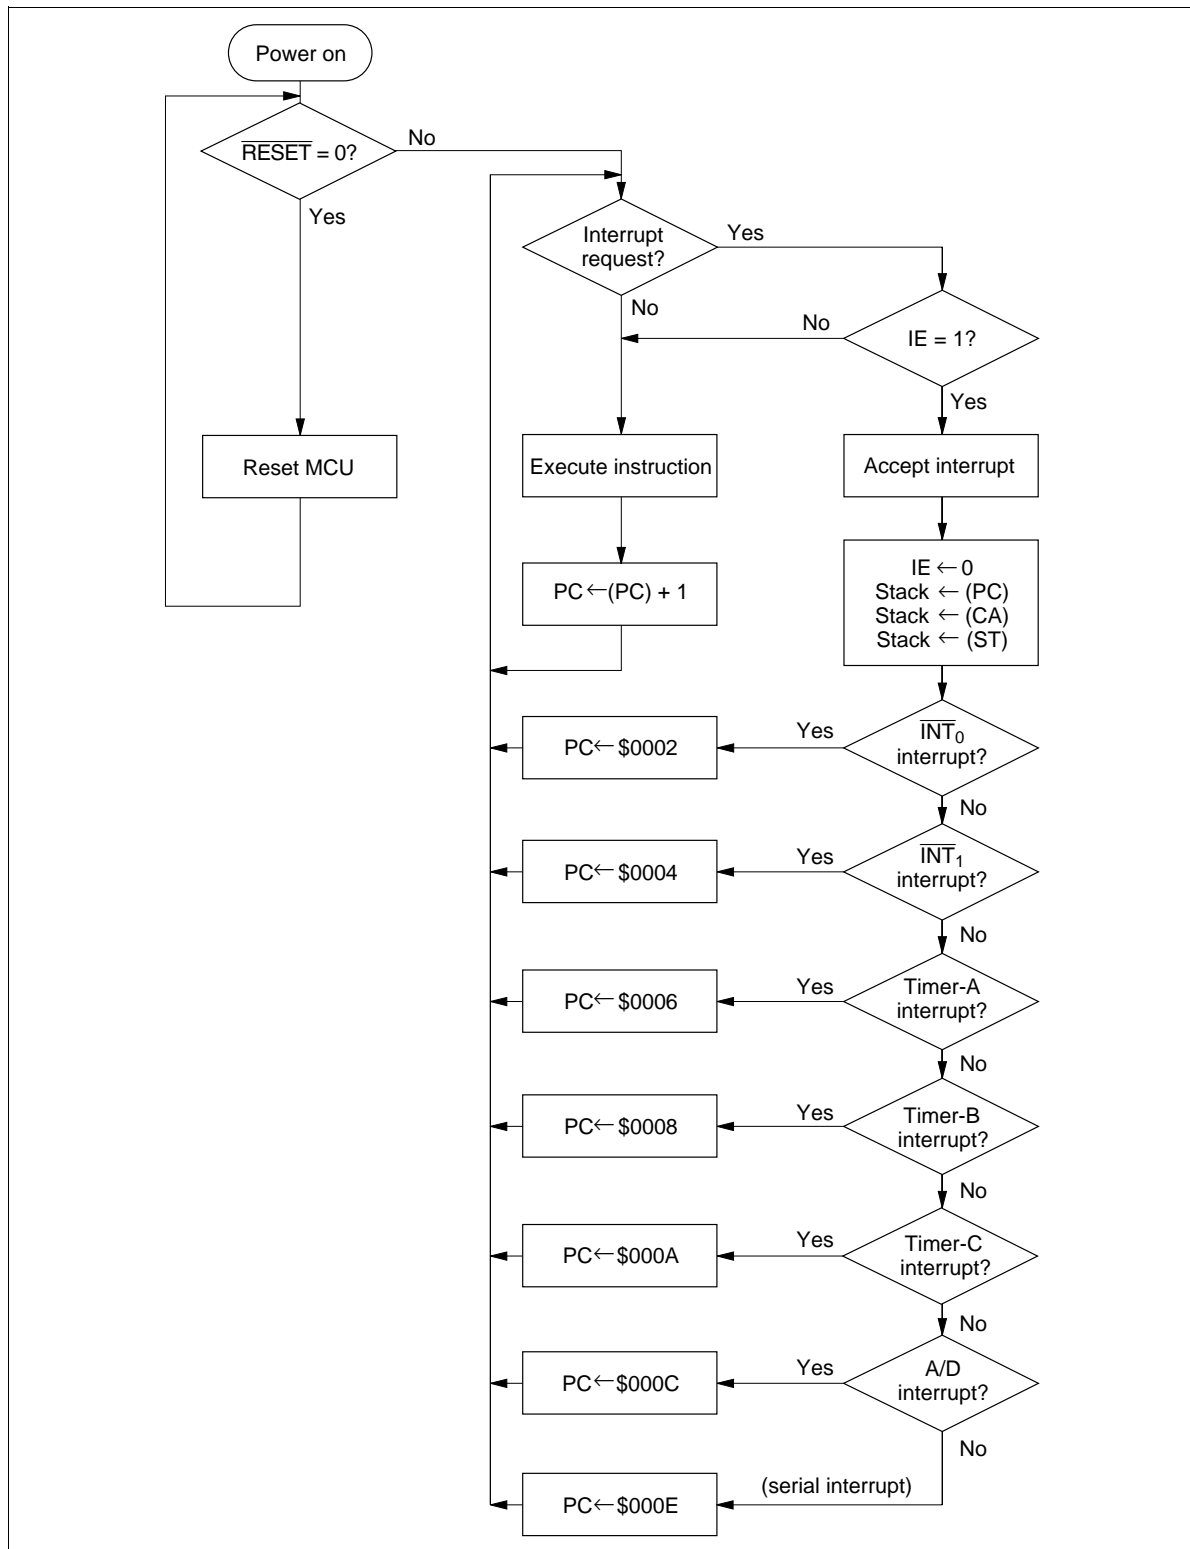 Power on
RESET = 0?
No
Yes
Interrupt
request?
Yes
No
No
IE = 1?
Yes
Reset MCU
Execute instruction
Accept interrupt
PC ← (PC) + 1
IE ← 0
Stack ← (PC)
Stack ← (CA)
Stack ← (ST)
PC ← $0002
Yes
INT0
interrupt?
No
PC ← $0004
Yes
INT1
interrupt?
No
PC ← $0006
Yes
Timer-A
interrupt?
No
PC ← $0008
Yes
Timer-B
interrupt?
No
PC ← $000A
Yes
Timer-C
interrupt?
No
PC ← $000C
Yes
A/D
interrupt?
No
PC ← $000E
(serial interrupt)